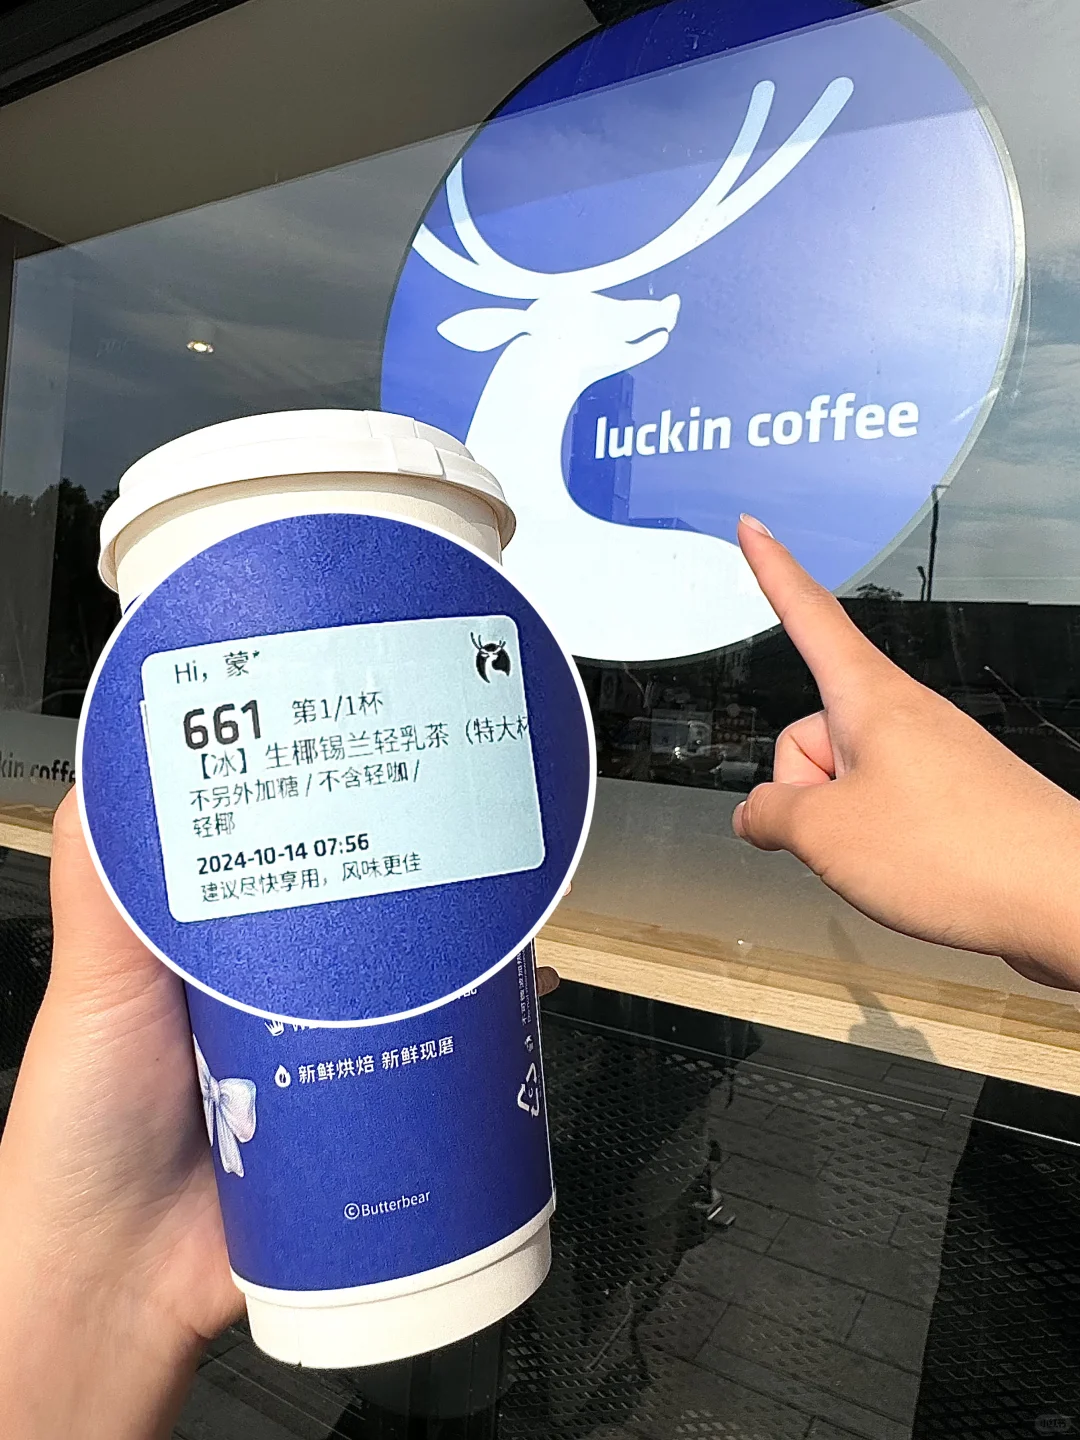 luckin coffee
kin coffe
Hi，蒙*
661 第1/1杯
【冰】生椰锡兰轻乳茶（特大杯
不另外加糖/不含轻咖/
轻椰
2024-10-14 07:56
建议尽快享用，风味更佳
新鲜烘焙 新鲜现磨
©Butterbear